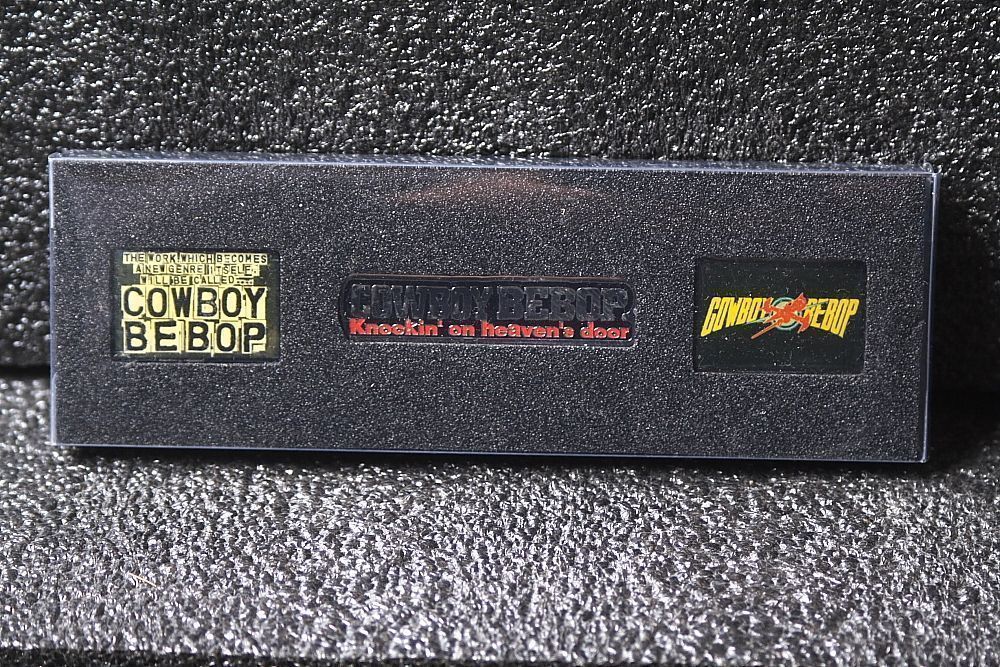 THE WORK, WHICH BECOMES
A NEW GENRE ITSELF,
WILL BE CALLED...
COWBOY
BEBOP
COWBOY BEBOP
Knockin' on heaven's door
COWBOY BEBOP